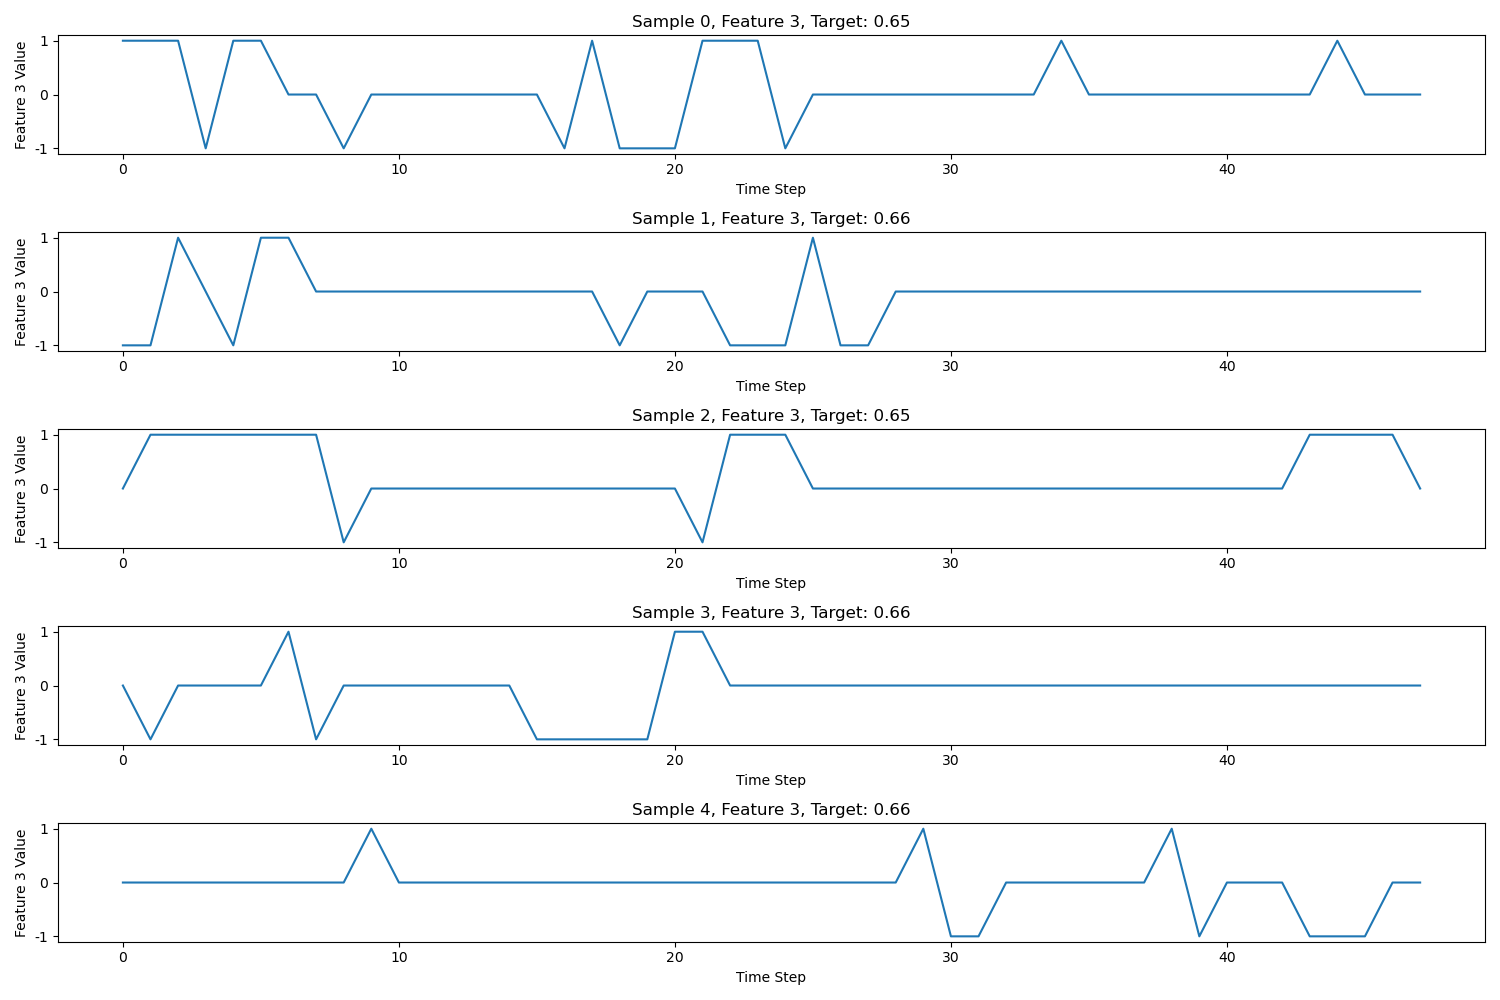 Sample 0, Feature 3, Target: 0.65
Feature 3 Value
1
0
-1
0 10 20 30 40
Time Step
Sample 1, Feature 3, Target: 0.66
Feature 3 Value
1
0
-1
0 10 20 30 40
Time Step
Sample 2, Feature 3, Target: 0.65
Feature 3 Value
1
0
-1
0 10 20 30 40
Time Step
Sample 3, Feature 3, Target: 0.66
Feature 3 Value
1
0
-1
0 10 20 30 40
Time Step
Sample 4, Feature 3, Target: 0.66
Feature 3 Value
1
0
-1
0 10 20 30 40
Time Step